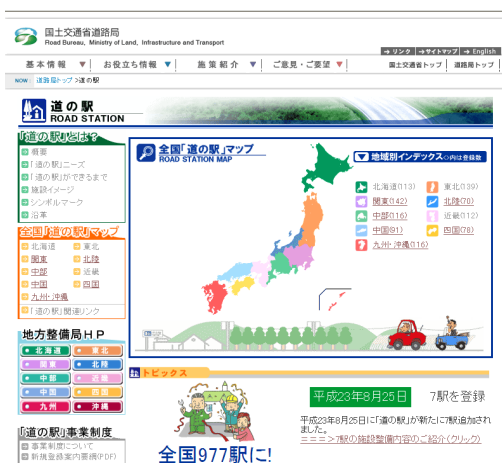 国土交通省道路局
Road Bureau, Ministry of Land, Infrastructure and Transport
→ リンク →サイトマップ → English
基本情報 ▼ お役立ち情報 ▼ 施策紹介 ▼ ご意見・ご要望 ▼ 国土交通省トップ 道路局トップ
NOW 道路局トップ >道の駅
道の駅
ROAD STATION
「道の駅」とは?
概要
「道の駅」ニーズ
「道の駅」ができるまで
施設イメージ
シンボルマーク
沿革
全国「道の駅」マップ
北海道 東北
関東 北陸
中部 近畿
中国 四国
九州・沖縄
「道の駅」関連リンク
地方整備局HP
北海道 東北
関東 北陸
中部 近畿
中国 四国
九州 沖縄
「道の駅」事業制度
事業制度について
新規登録案内要綱(PDF)
全国「道の駅」マップ
ROAD STATION MAP
地域別インデックス ○内は登録数
北海道(113) 東北(139)
関東(142) 北陸(70)
中部(116) 近畿(112)
中国(91) 四国(78)
九州・沖縄(116)
トピックス
全国977駅に!
平成23年8月25日 7駅を登録
平成23年8月25日に「道の駅」が新たに7駅追加されました。
===>7駅の施設整備内容のご紹介(クリック)